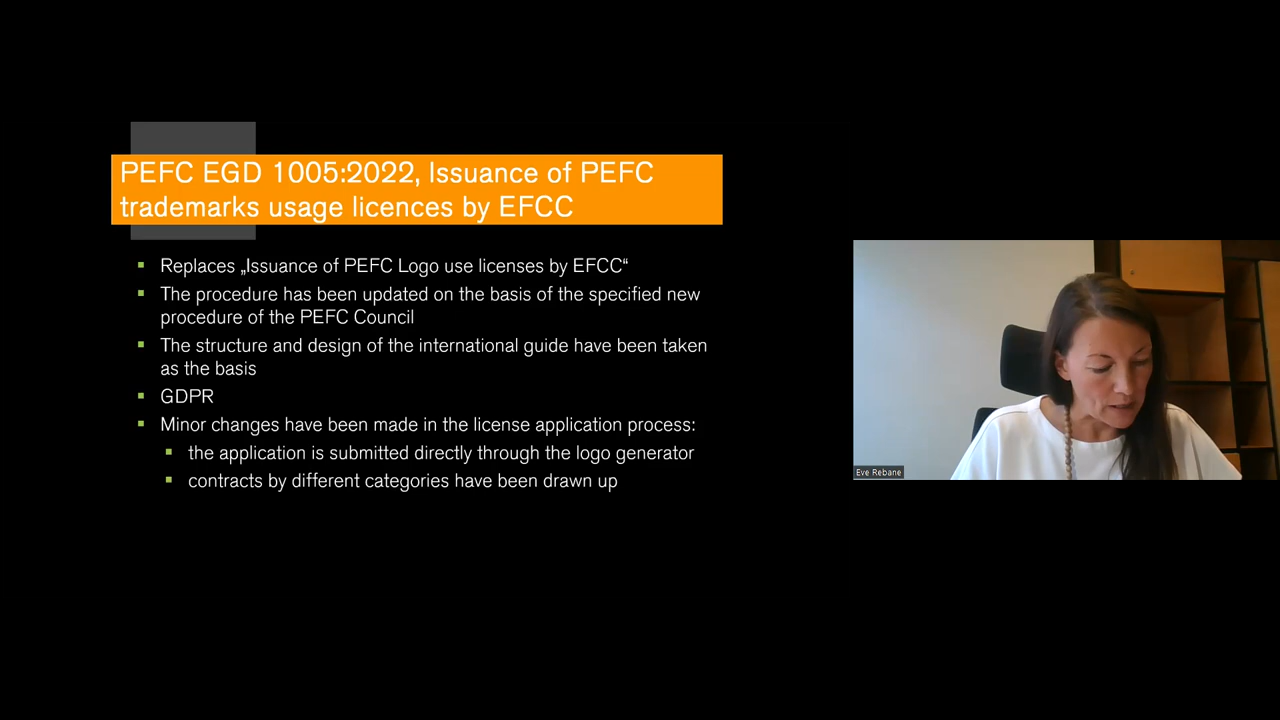 PEFC EGD 1005:2022, Issuance of PEFC
trademarks usage licences by EFCC
Replaces „Issuance of PEFC Logo use licenses by EFCC“
The procedure has been updated on the basis of the specified new
procedure of the PEFC Council
The structure and design of the international guide have been taken
as the basis
GDPR
Minor changes have been made in the license application process:
the application is submitted directly through the logo generator
contracts by different categories have been drawn up
Eve Rebane